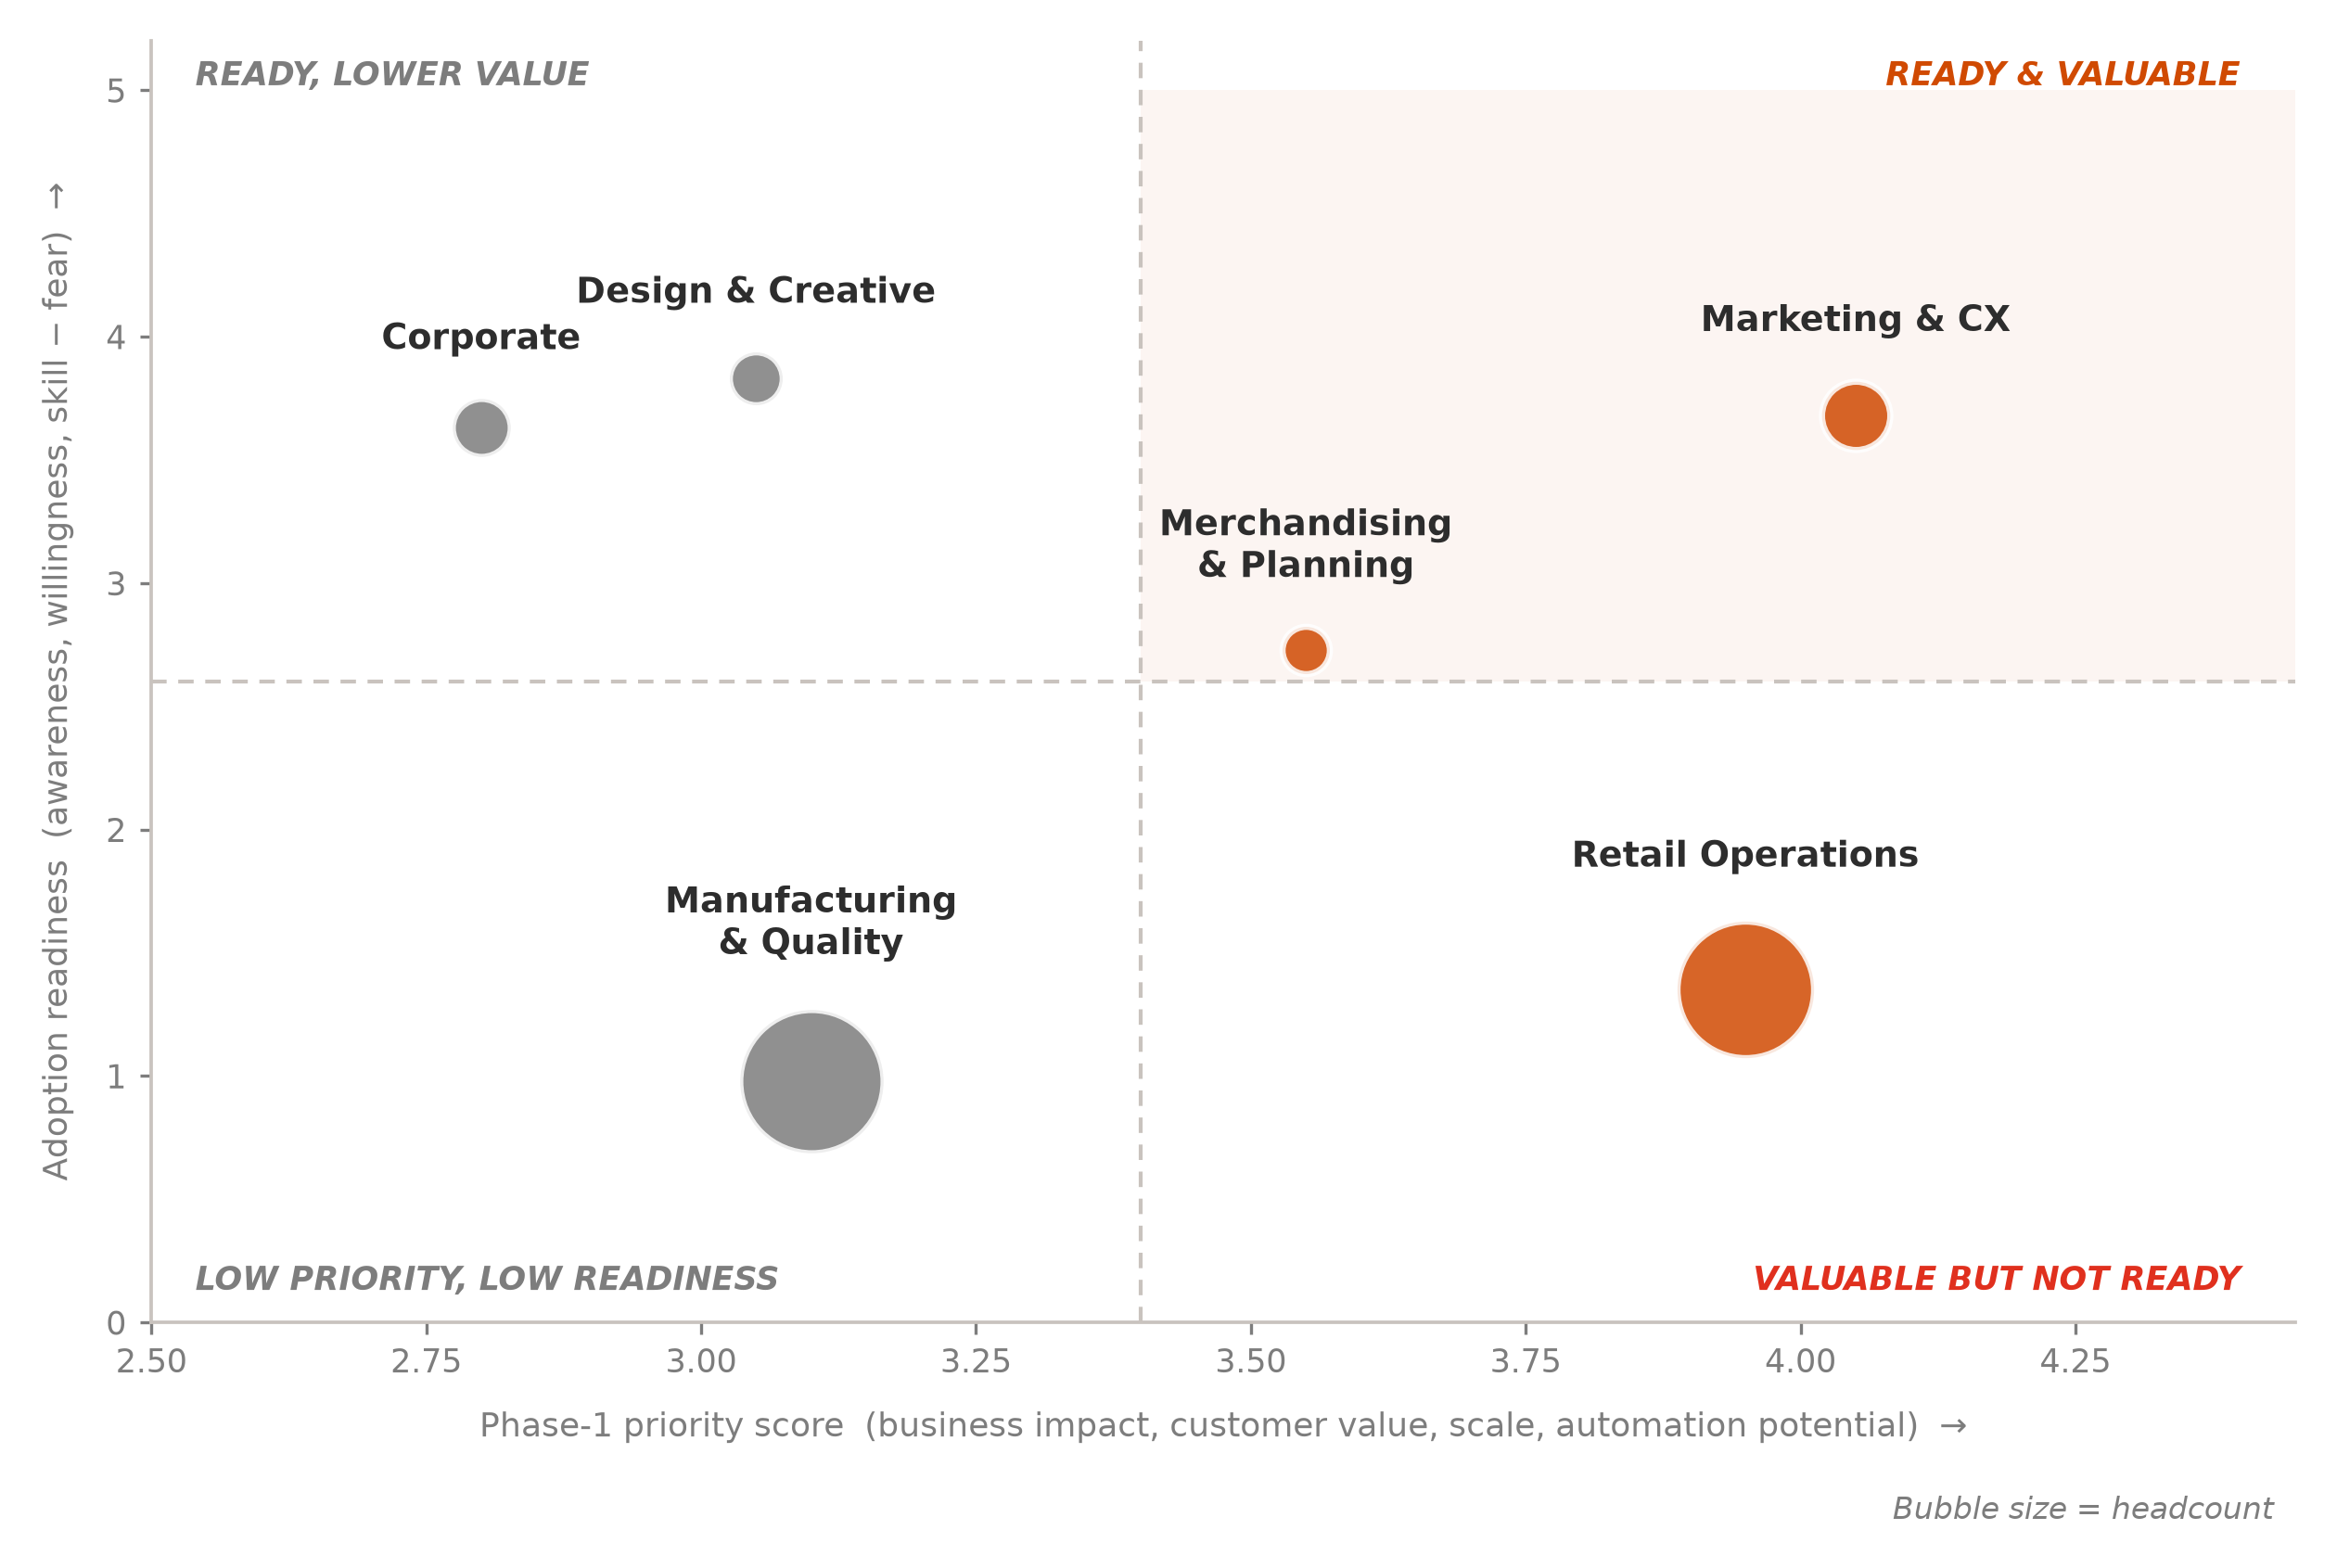 READY, LOWER VALUE
READY & VALUABLE
5
Design & Creative
Marketing & CX
Corporate
4
Merchandising
& Planning
3
Adoption readiness (awareness, willingness, skill − fear) →
2
Retail Operations
Manufacturing
& Quality
1
LOW PRIORITY, LOW READINESS
VALUABLE BUT NOT READY
0
2.50
2.75
3.00
3.25
3.50
3.75
4.00
4.25
Phase-1 priority score (business impact, customer value, scale, automation potential) →
Bubble size = headcount